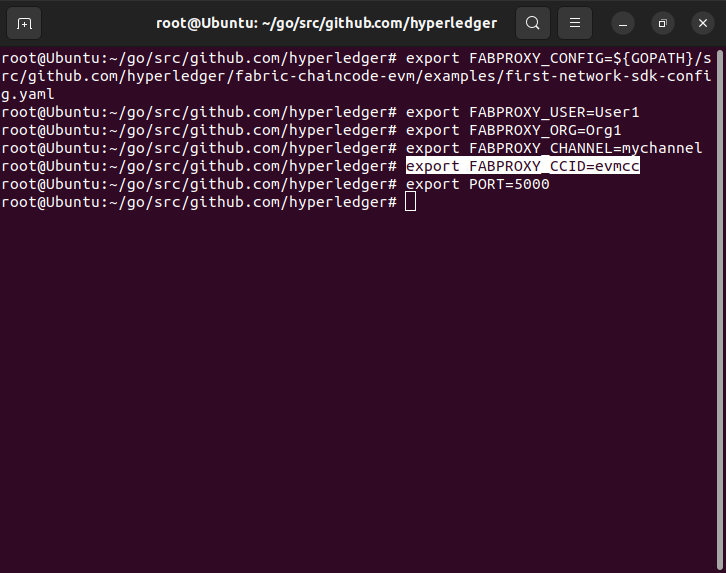 root@Ubuntu: ~/go/src/github.com/hyperledger
root@Ubuntu:~/go/src/github.com/hyperledger# export FABPROXY_CONFIG=${GOPATH}/s
rc/github.com/hyperledger/fabric-chaincode-evm/examples/first-network-sdk-confi
g.yaml
root@Ubuntu:~/go/src/github.com/hyperledger# export FABPROXY_USER=User1
root@Ubuntu:~/go/src/github.com/hyperledger# export FABPROXY_ORG=Org1
root@Ubuntu:~/go/src/github.com/hyperledger# export FABPROXY_CHANNEL=mychannel
root@Ubuntu:~/go/src/github.com/hyperledger# export FABPROXY_CCID=evmcc
root@Ubuntu:~/go/src/github.com/hyperledger# export PORT=5000
root@Ubuntu:~/go/src/github.com/hyperledger#